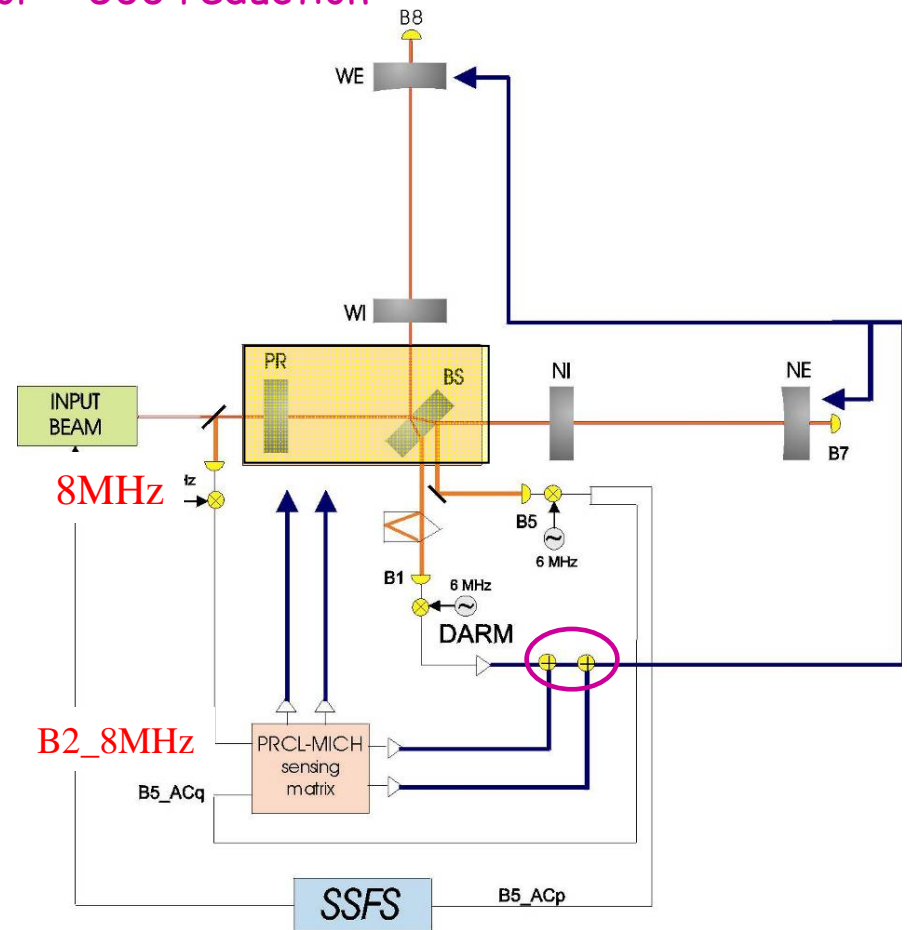 B8
WE
WI
PR
BS
NI
NE
INPUT
BEAM
B7
8MHz
B5
6 MHz
B1
6 MHz
DARM
B2_8MHz
PRCL-MICH
sensing
matrix
B5_ACq
SSFS
B5_ACp